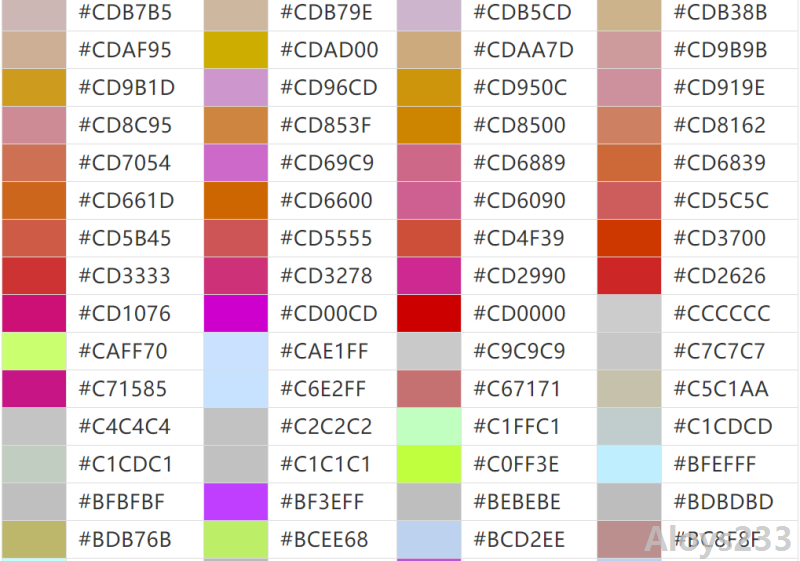 #CDB7B5 #CDB79E #CDB5CD #CDB38B
#CDAF95 #CDAD00 #CDAA7D #CD9B9B
#CD9B1D #CD96CD #CD950C #CD919E
#CD8C95 #CD853F #CD8500 #CD8162
#CD7054 #CD69C9 #CD6889 #CD6839
#CD661D #CD6600 #CD6090 #CD5C5C
#CD5B45 #CD5555 #CD4F39 #CD3700
#CD3333 #CD3278 #CD2990 #CD2626
#CD1076 #CD00CD #CD0000 #CCCCCC
#CAFF70 #CAE1FF #C9C9C9 #C7C7C7
#C71585 #C6E2FF #C67171 #C5C1AA
#C4C4C4 #C2C2C2 #C1FFC1 #C1CDCD
#C1CDC1 #C1C1C1 #C0FF3E #BFEFFF
#BFBFBF #BF3EFF #BEBEBE #BDBDBD
#BDB76B #BCEE68 #BCD2EE #BC8F8F
Aloys233